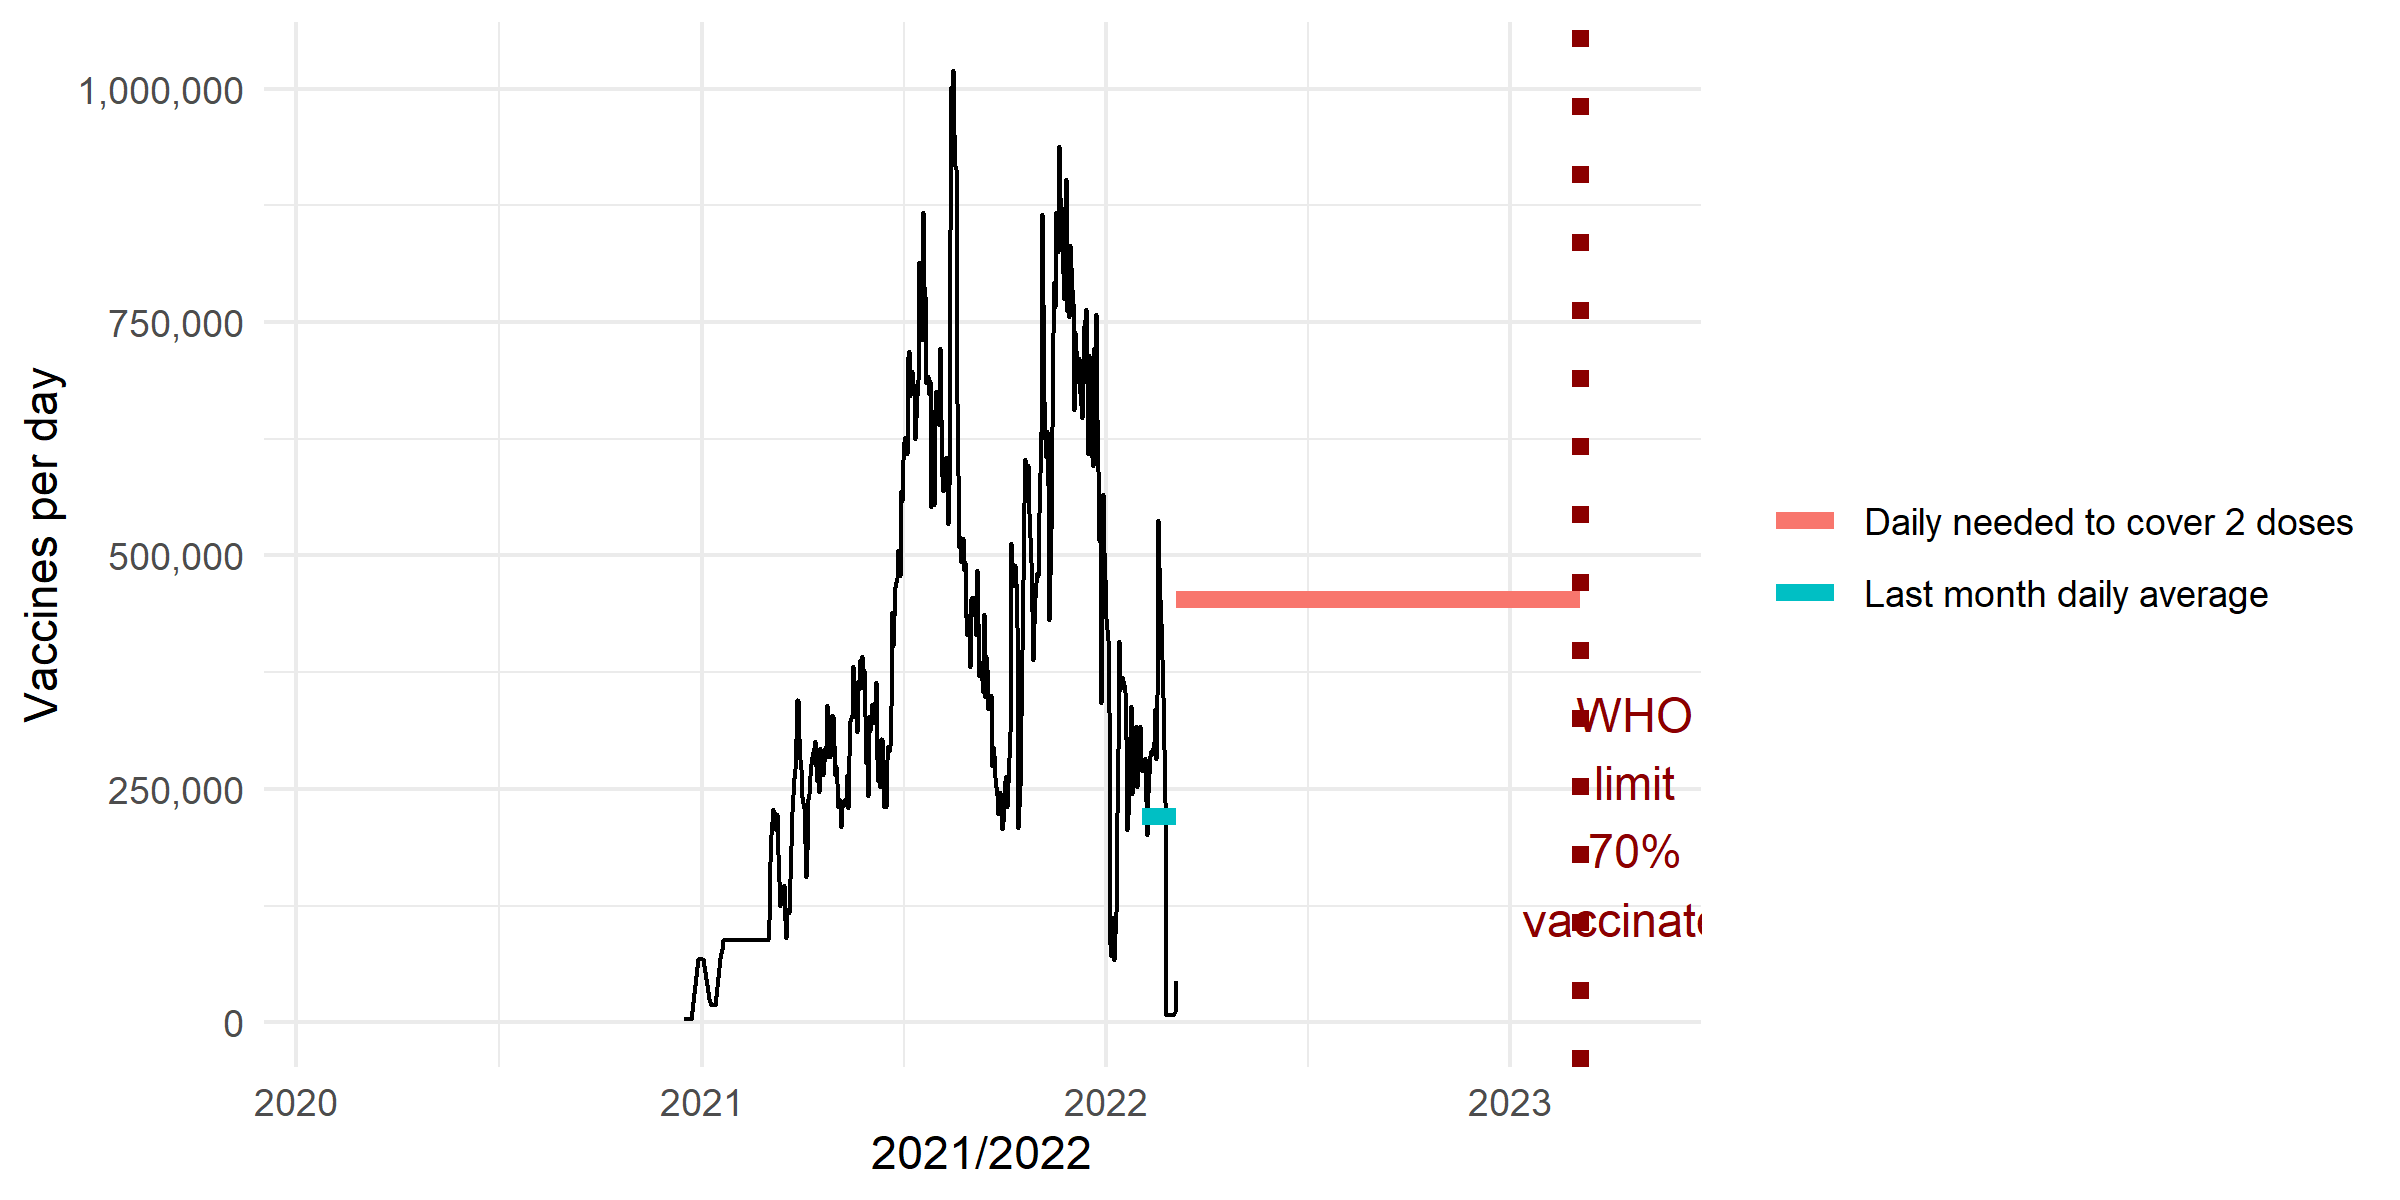 1,000,000
750,000
500,000
250,000
0
Vaccines per day
2020
2021
2022
2023
2021/2022
WHO
limit
70%
Daily needed to cover 2 doses
Last month daily average